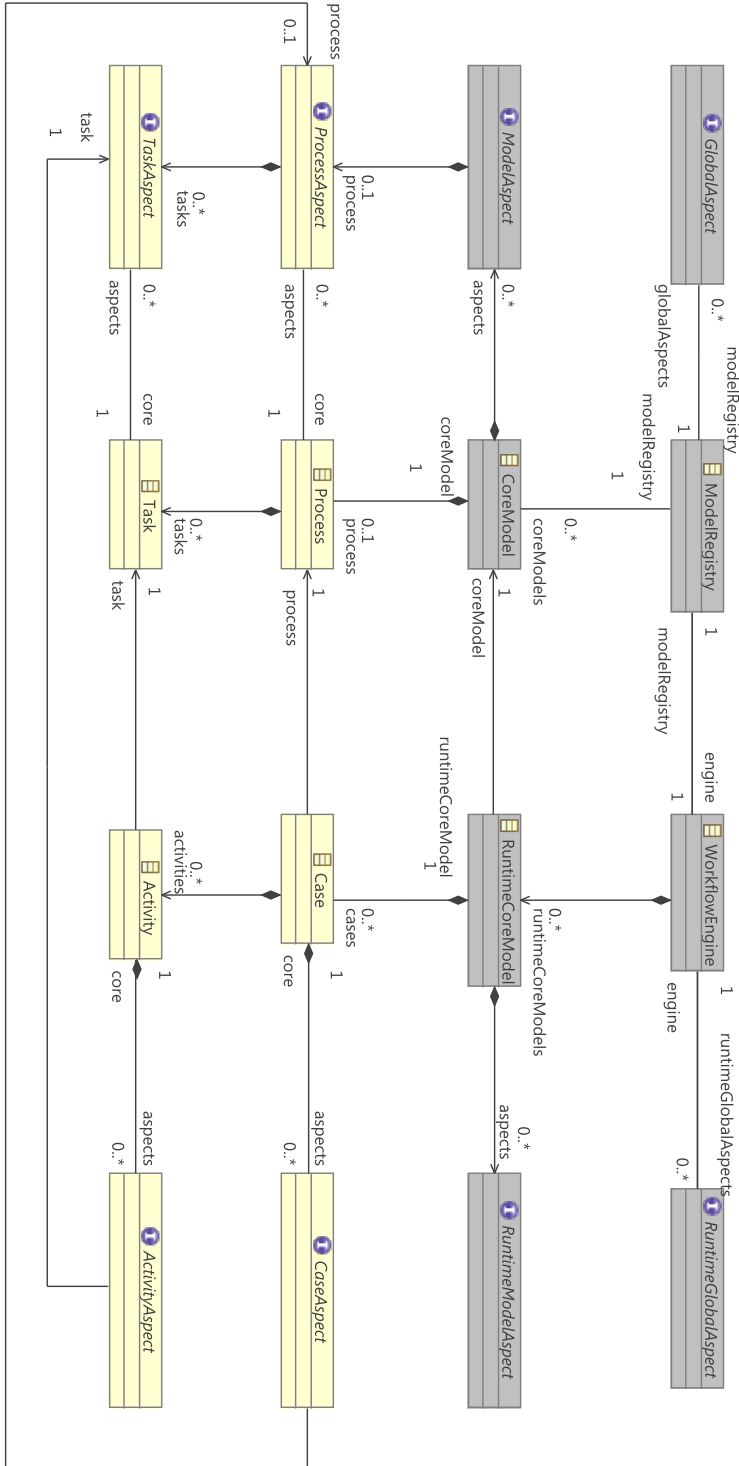 modelRegistry
runtimeGlobalAspects
1
0..*
1
engine
GlobalAspect
ModelRegistry
WorkflowEngine
RuntimeGlobalAspect
1
1
0..*
globalAspects
modelRegistry
modelRegistry
engine
1
0..*
coreModels
0..*
runtimeCoreModels
ModelAspect
CoreModel
RuntimeCoreModel
RuntimeModelAspect
0..*
aspects
1
coreModel
0..*
aspects
coreModel
1
runtimeCoreModel
1
0..1
process
0..1
process
0..*
cases
process
0..1
ProcessAspect
Process
Case
CaseAspect
0..*
aspects
core
1
1
process
1
core
aspects
0..*
0..*
tasks
0..*
tasks
0..*
activities
TaskAspect
Task
Activity
ActivityAspect
0..*
aspects
core
1
1
task
1
core
aspects
0..*
task
1